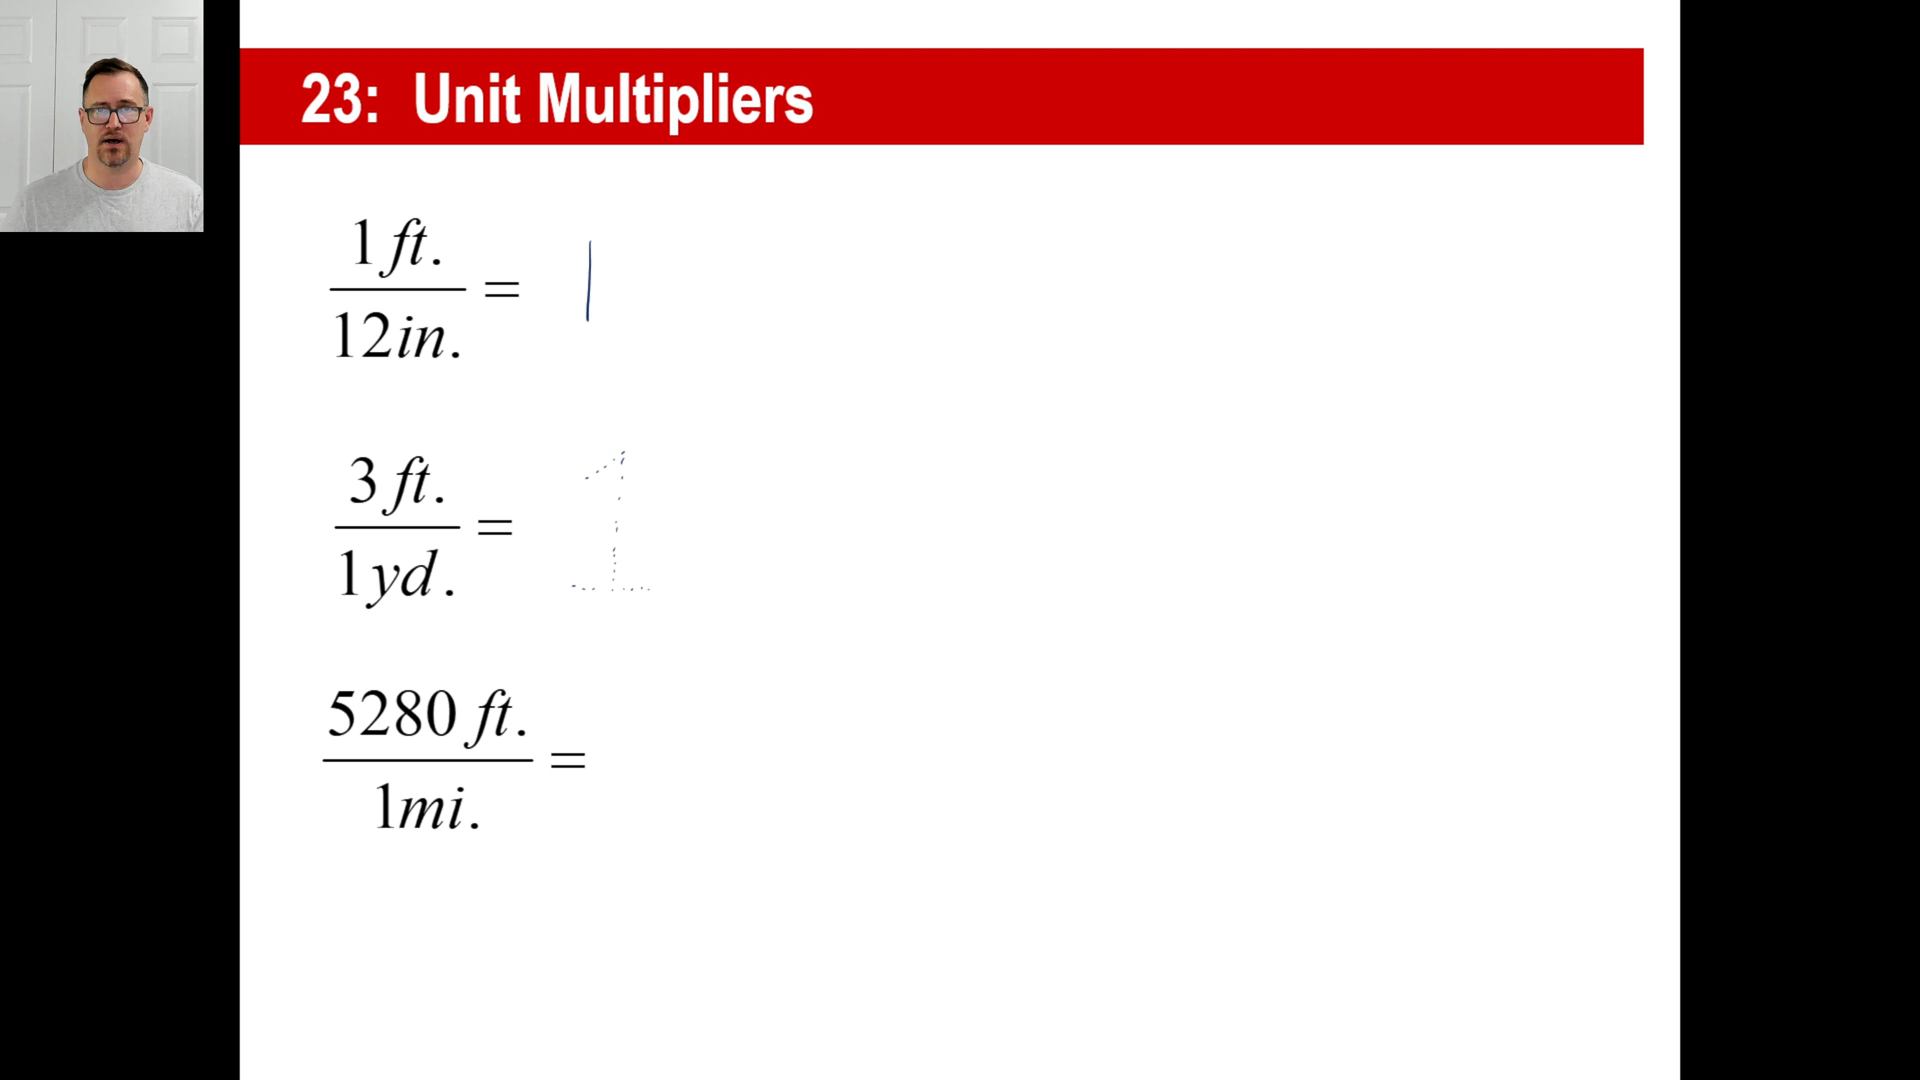 23: Unit Multipliers
1 ft.
12 in. = 1
3 ft.
1 yd. = 1
5280 ft.
1 mi. =